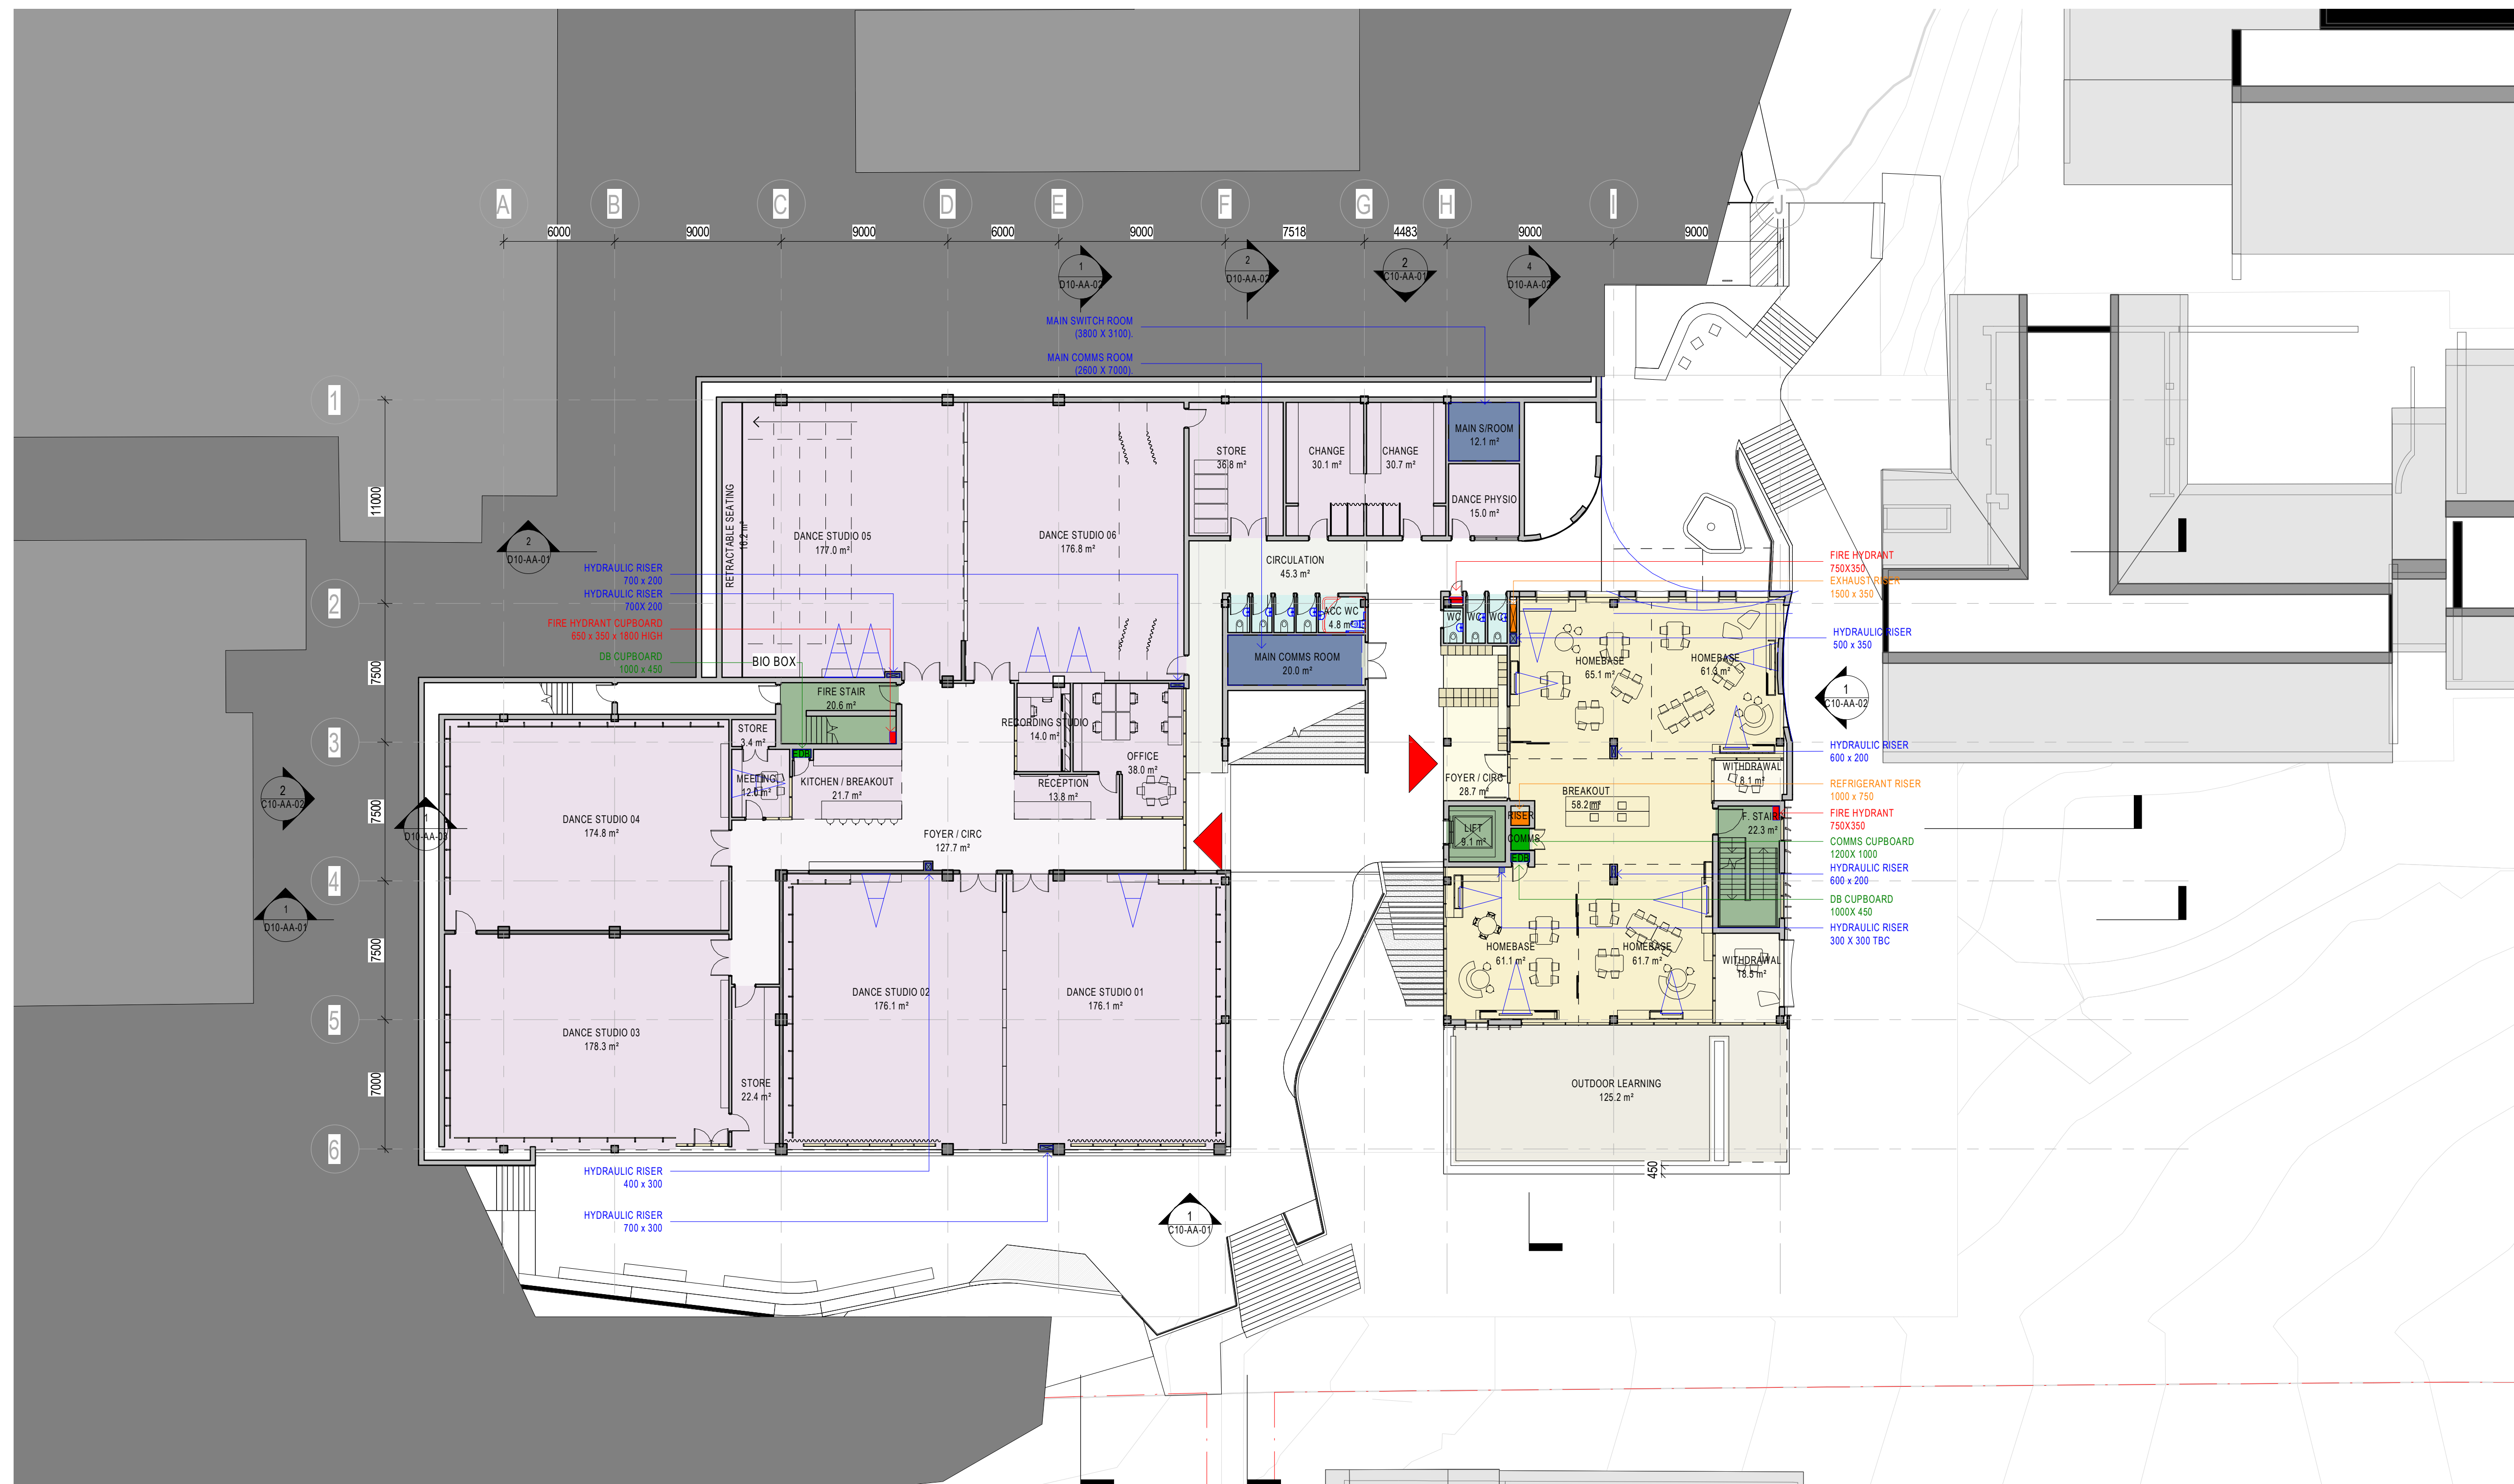 A
B
C
D
E
F
G
H
I
J
6000
9000
9000
6000
9000
7518
4483
9000
9000
1
D10-AA-02
2
D10-AA-02
2
C10-AA-01
4
D10-AA-02
MAIN SWITCH ROOM
(3800 X 3100).
MAIN COMMS ROOM
(2600 X 7000).
1
2
3
4
5
6
11000
7500
7500
7500
7000
2
D10-AA-01
2
C10-AA-02
1
D10-AA-03
1
D10-AA-01
1
C10-AA-02
1
C10-AA-01
HYDRAULIC RISER
700 x 200
HYDRAULIC RISER
700X 200
FIRE HYDRANT CUPBOARD
650 x 350 x 1800 HIGH
DB CUPBOARD
1000 x 450
BIO BOX
RETRACTABLE SEATING
16.2 m²
DANCE STUDIO 05
177.0 m²
DANCE STUDIO 06
176.8 m²
STORE
36.8 m²
CHANGE
30.1 m²
CHANGE
30.7 m²
MAIN S/ROOM
12.1 m²
DANCE PHYSIO
15.0 m²
CIRCULATION
45.3 m²
ACC WC
4.8 m²
WC
WC
WC
MAIN COMMS ROOM
20.0 m²
FIRE STAIR
20.6 m²
STORE
3.4 m²
EDB
MEETING
12.0 m²
KITCHEN / BREAKOUT
21.7 m²
RECORDING STUDIO
14.0 m²
OFFICE
38.0 m²
RECEPTION
13.8 m²
FOYER / CIRC
127.7 m²
DANCE STUDIO 04
174.8 m²
DANCE STUDIO 03
178.3 m²
STORE
22.4 m²
DANCE STUDIO 02
176.1 m²
DANCE STUDIO 01
176.1 m²
HYDRAULIC RISER
400 x 300
HYDRAULIC RISER
700 x 300
HOMEBASE
65.1 m²
HOMEBASE
61.3 m²
FOYER / CIRC
28.7 m²
BREAKOUT
58.2 m²
WITHDRAWAL
8.1 m²
LIFT
9.1 m²
RISER
COMMS
EDB
F. STAIR
22.3 m²
HOMEBASE
61.1 m²
HOMEBASE
61.7 m²
WITHDRAWAL
18.5 m²
OUTDOOR LEARNING
125.2 m²
450
FIRE HYDRANT
750X350
EXHAUST RISER
1500 x 350
HYDRAULIC RISER
500 x 350
HYDRAULIC RISER
600 x 200
REFRIGERANT RISER
1000 x 750
FIRE HYDRANT
750X350
COMMS CUPBOARD
1200X 1000
HYDRAULIC RISER
600 x 200
DB CUPBOARD
1000X 450
HYDRAULIC RISER
300 X 300 TBC